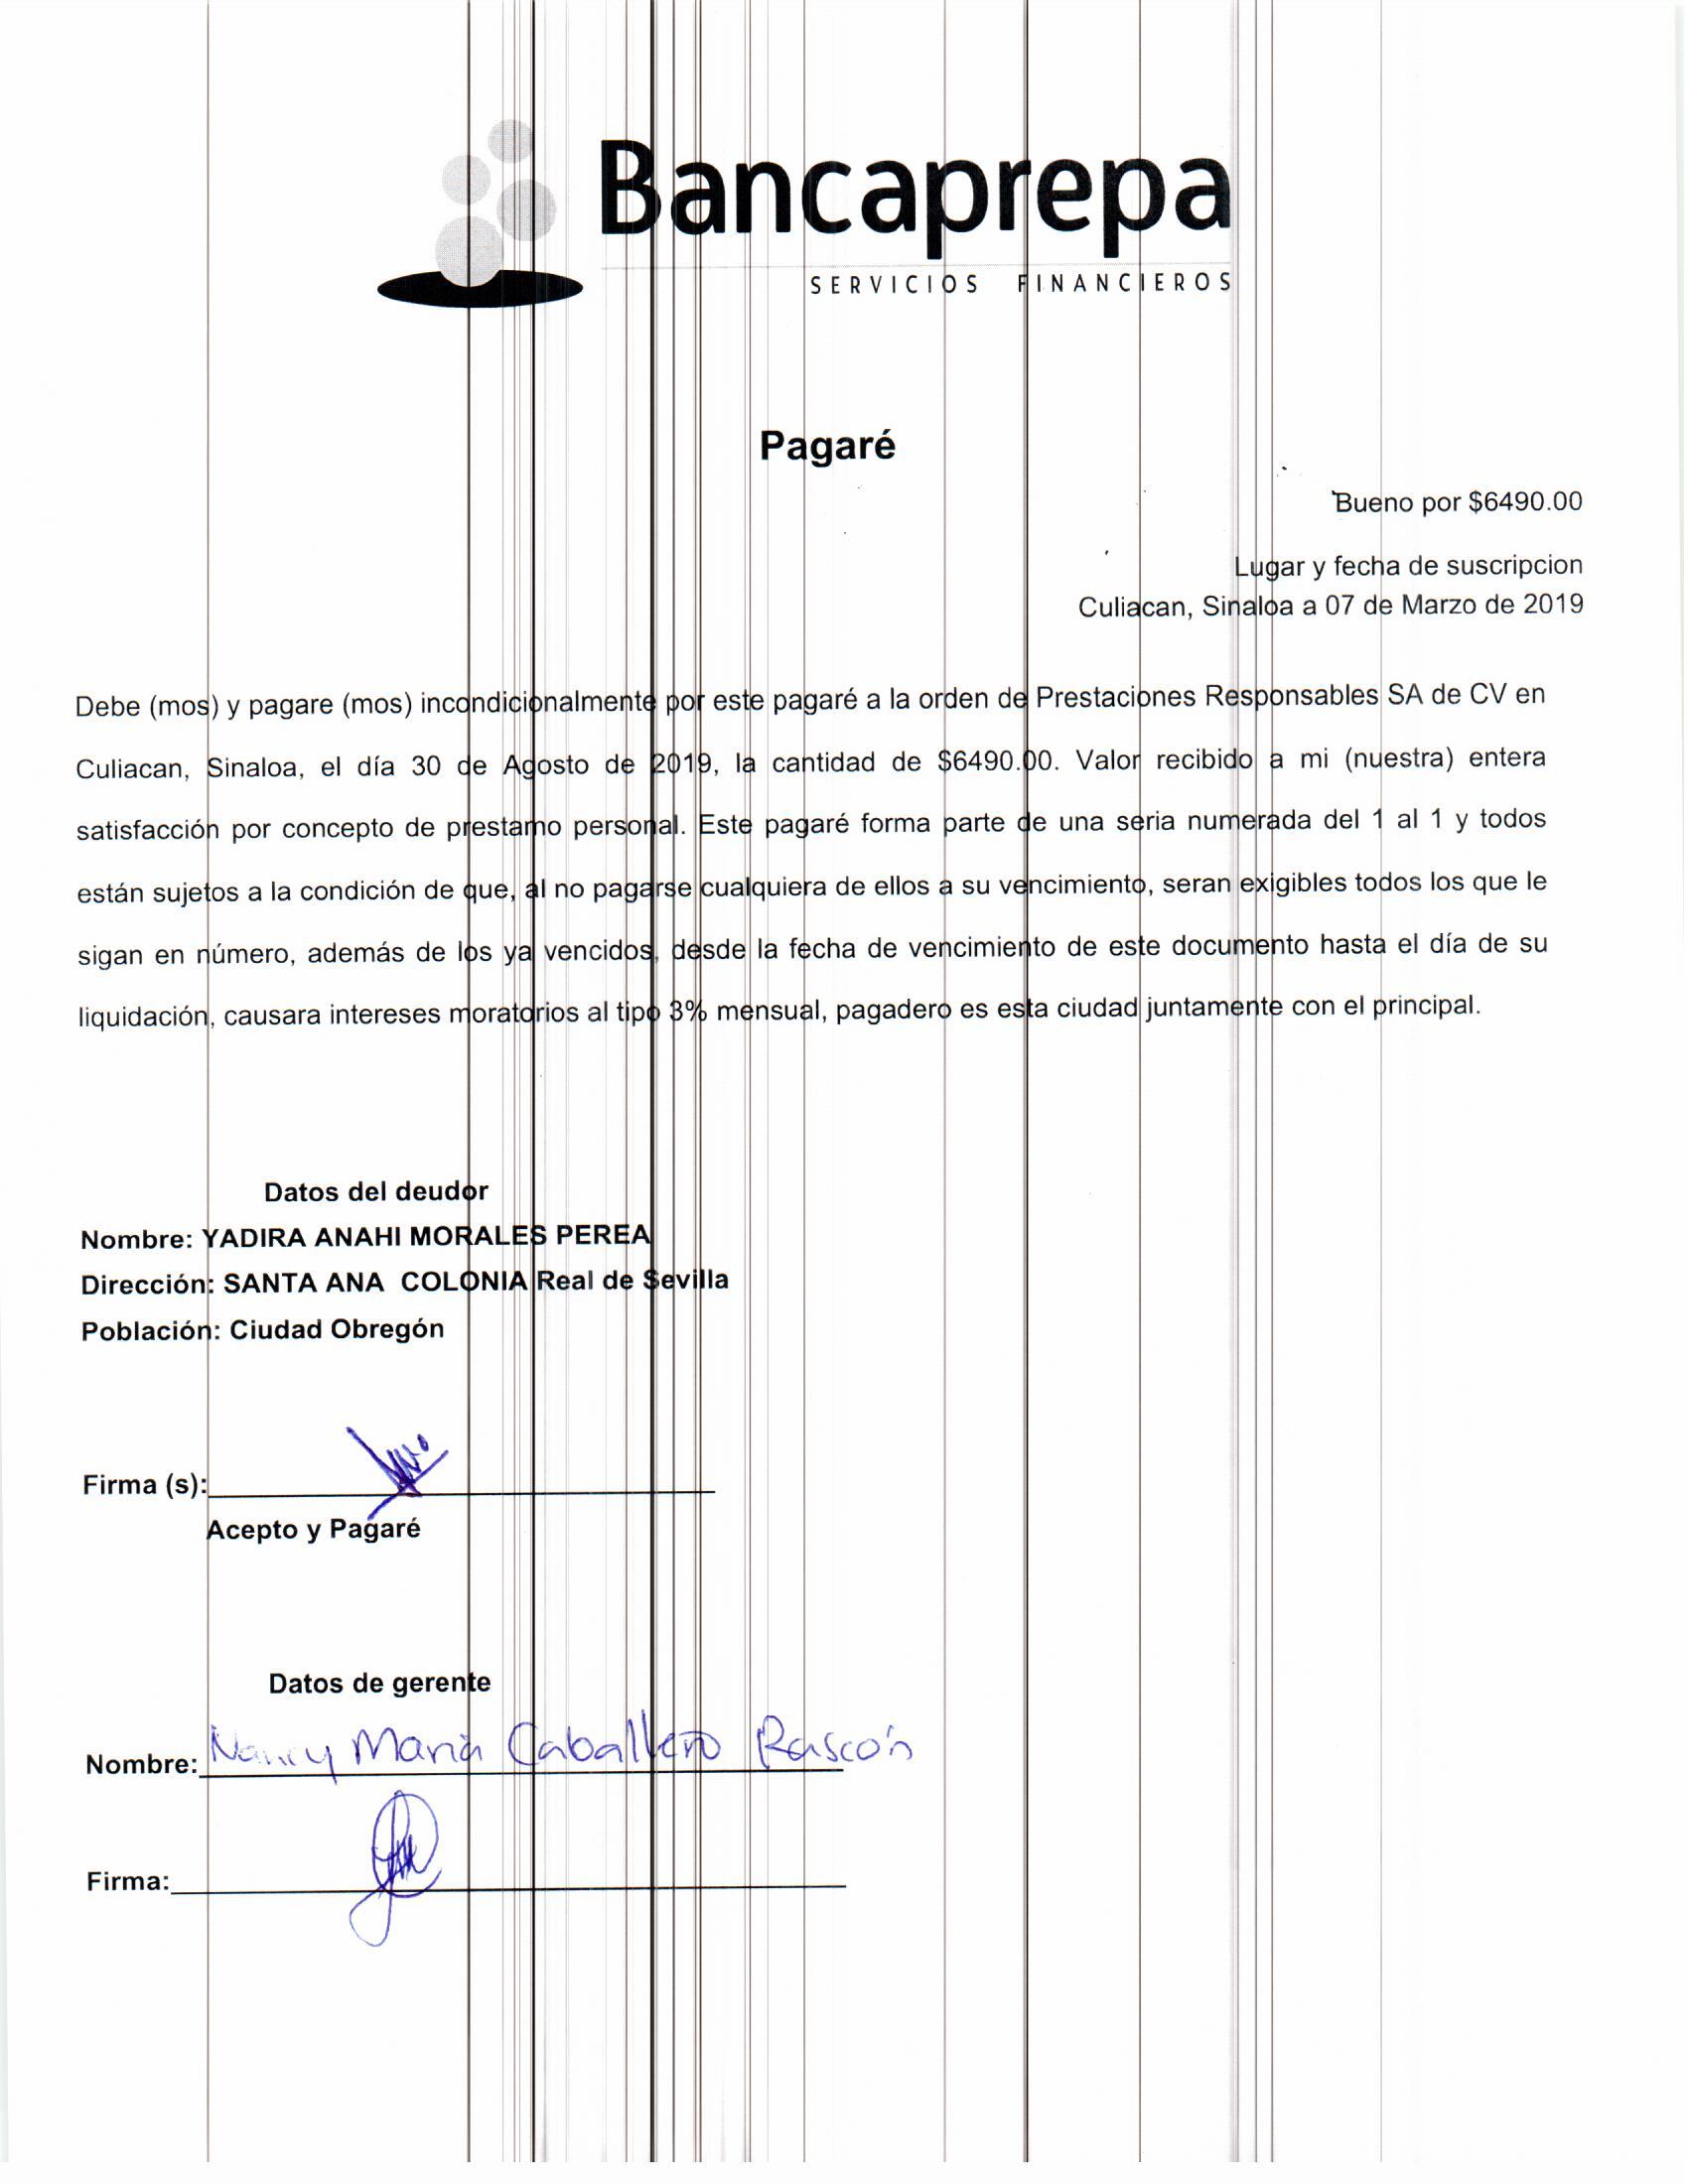 Bancaprepa
SERVICIOS FINANCIEROS
Pagaré
Bueno por $6490.00
Lugar y fecha de suscripcion
Culiacan, Sinaloa a 07 de Marzo de 2019
Debe (mos) y pagare (mos) incondicionalmente por este pagaré a la orden de Prestaciones Responsables SA de CV en
Culiacan, Sinaloa, el día 30 de Agosto de 2019, la cantidad de $6490.00. Valor recibido a mi (nuestra) entera
satisfacción por concepto de prestamo personal. Este pagaré forma parte de una seria numerada del 1 al 1 y todos
están sujetos a la condición de que, al no pagarse cualquiera de ellos a su vencimiento, seran exigibles todos los que le
sigan en número, además de los ya vencidos, desde la fecha de vencimiento de este documento hasta el día de su
liquidación, causara intereses moratorios al tipo 3% mensual, pagadero es esta ciudad juntamente con el principal.
Datos del deudor
Nombre: YADIRA ANAHI MORALES PEREA
Dirección: SANTA ANA COLONIA Real de Sevilla
Población: Ciudad Obregón
Firma (s):
Acepto y Pagaré
Datos de gerente
Nombre: Nancy Maria Caballero Rascón
Firma: